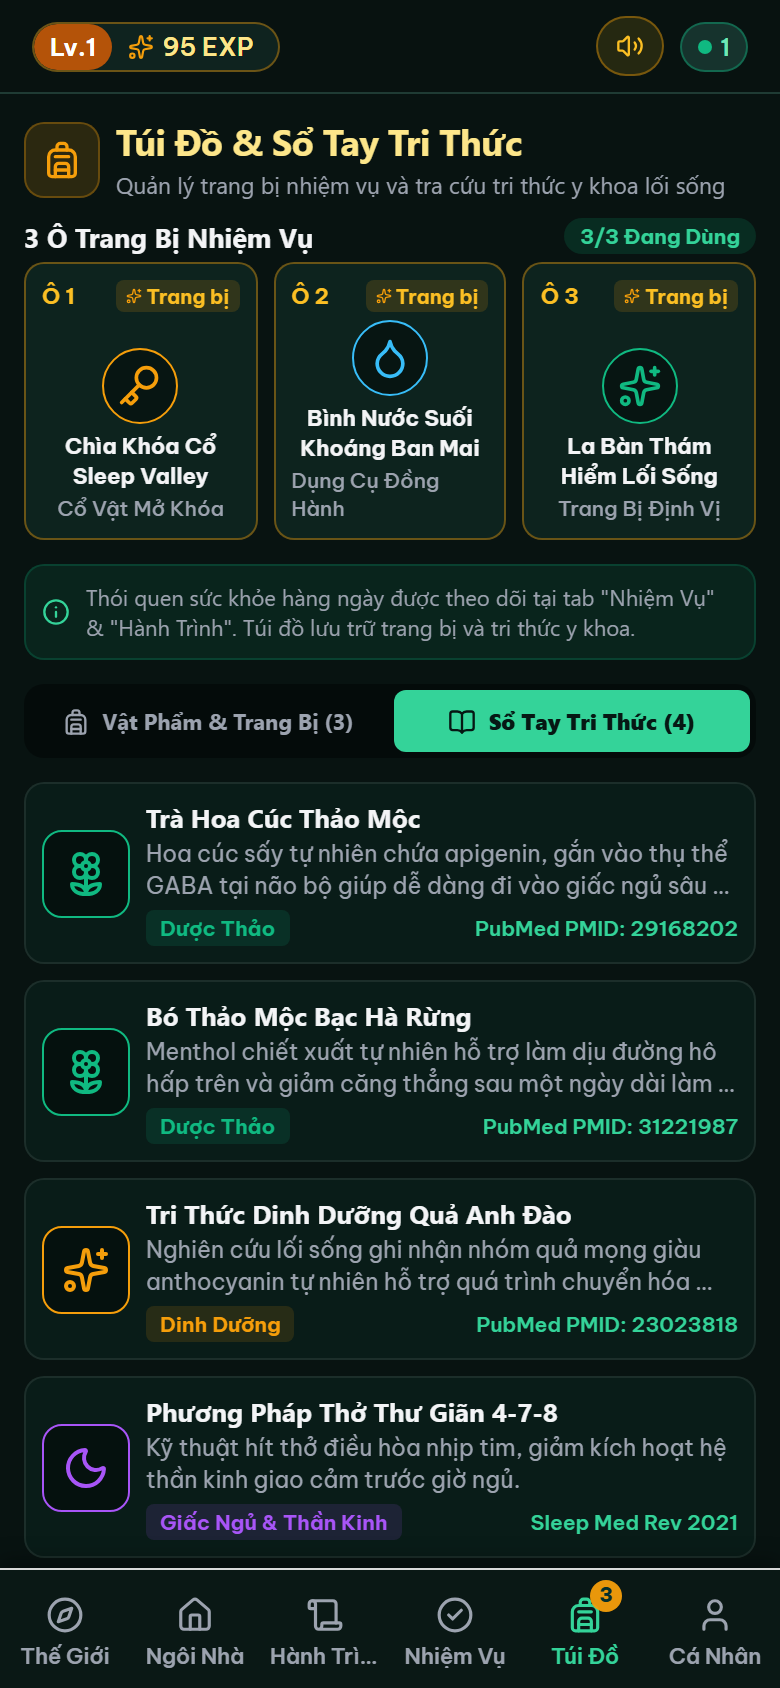 Lv.1 95 EXP 1
Túi Đồ & Sổ Tay Tri Thức
Quản lý trang bị nhiệm vụ và tra cứu tri thức y khoa lối sống
3 Ô Trang Bị Nhiệm Vụ 3/3 Đang Dùng
Ô 1 Trang bị
Chìa Khóa Cổ
Sleep Valley
Cổ Vật Mở Khóa
Ô 2 Trang bị
Bình Nước Suối
Khoáng Ban Mai
Dụng Cụ Đồng
Hành
Ô 3 Trang bị
La Bàn Thám
Hiểm Lối Sống
Trang Bị Định Vị
Thói quen sức khỏe hàng ngày được theo dõi tại tab "Nhiệm Vụ"
& "Hành Trình". Túi đồ lưu trữ trang bị và tri thức y khoa.
Vật Phẩm & Trang Bị (3) Sổ Tay Tri Thức (4)
Trà Hoa Cúc Thảo Mộc
Hoa cúc sấy tự nhiên chứa apigenin, gắn vào thụ thể
GABA tại não bộ giúp dễ dàng đi vào giấc ngủ sâu ...
Dược Thảo PubMed PMID: 29168202
Bó Thảo Mộc Bạc Hà Rừng
Menthol chiết xuất tự nhiên hỗ trợ làm dịu đường hô
hấp trên và giảm căng thẳng sau một ngày dài làm ...
Dược Thảo PubMed PMID: 31221987
Tri Thức Dinh Dưỡng Quả Anh Đào
Nghiên cứu lối sống ghi nhận nhóm quả mọng giàu
anthocyanin tự nhiên hỗ trợ quá trình chuyển hóa ...
Dinh Dưỡng PubMed PMID: 23023818
Phương Pháp Thở Thư Giãn 4-7-8
Kỹ thuật hít thở điều hòa nhịp tim, giảm kích hoạt hệ
thần kinh giao cảm trước giờ ngủ.
Giấc Ngủ & Thần Kinh Sleep Med Rev 2021
3
Thế Giới Ngôi Nhà Hành Trì... Nhiệm Vụ Túi Đồ Cá Nhân